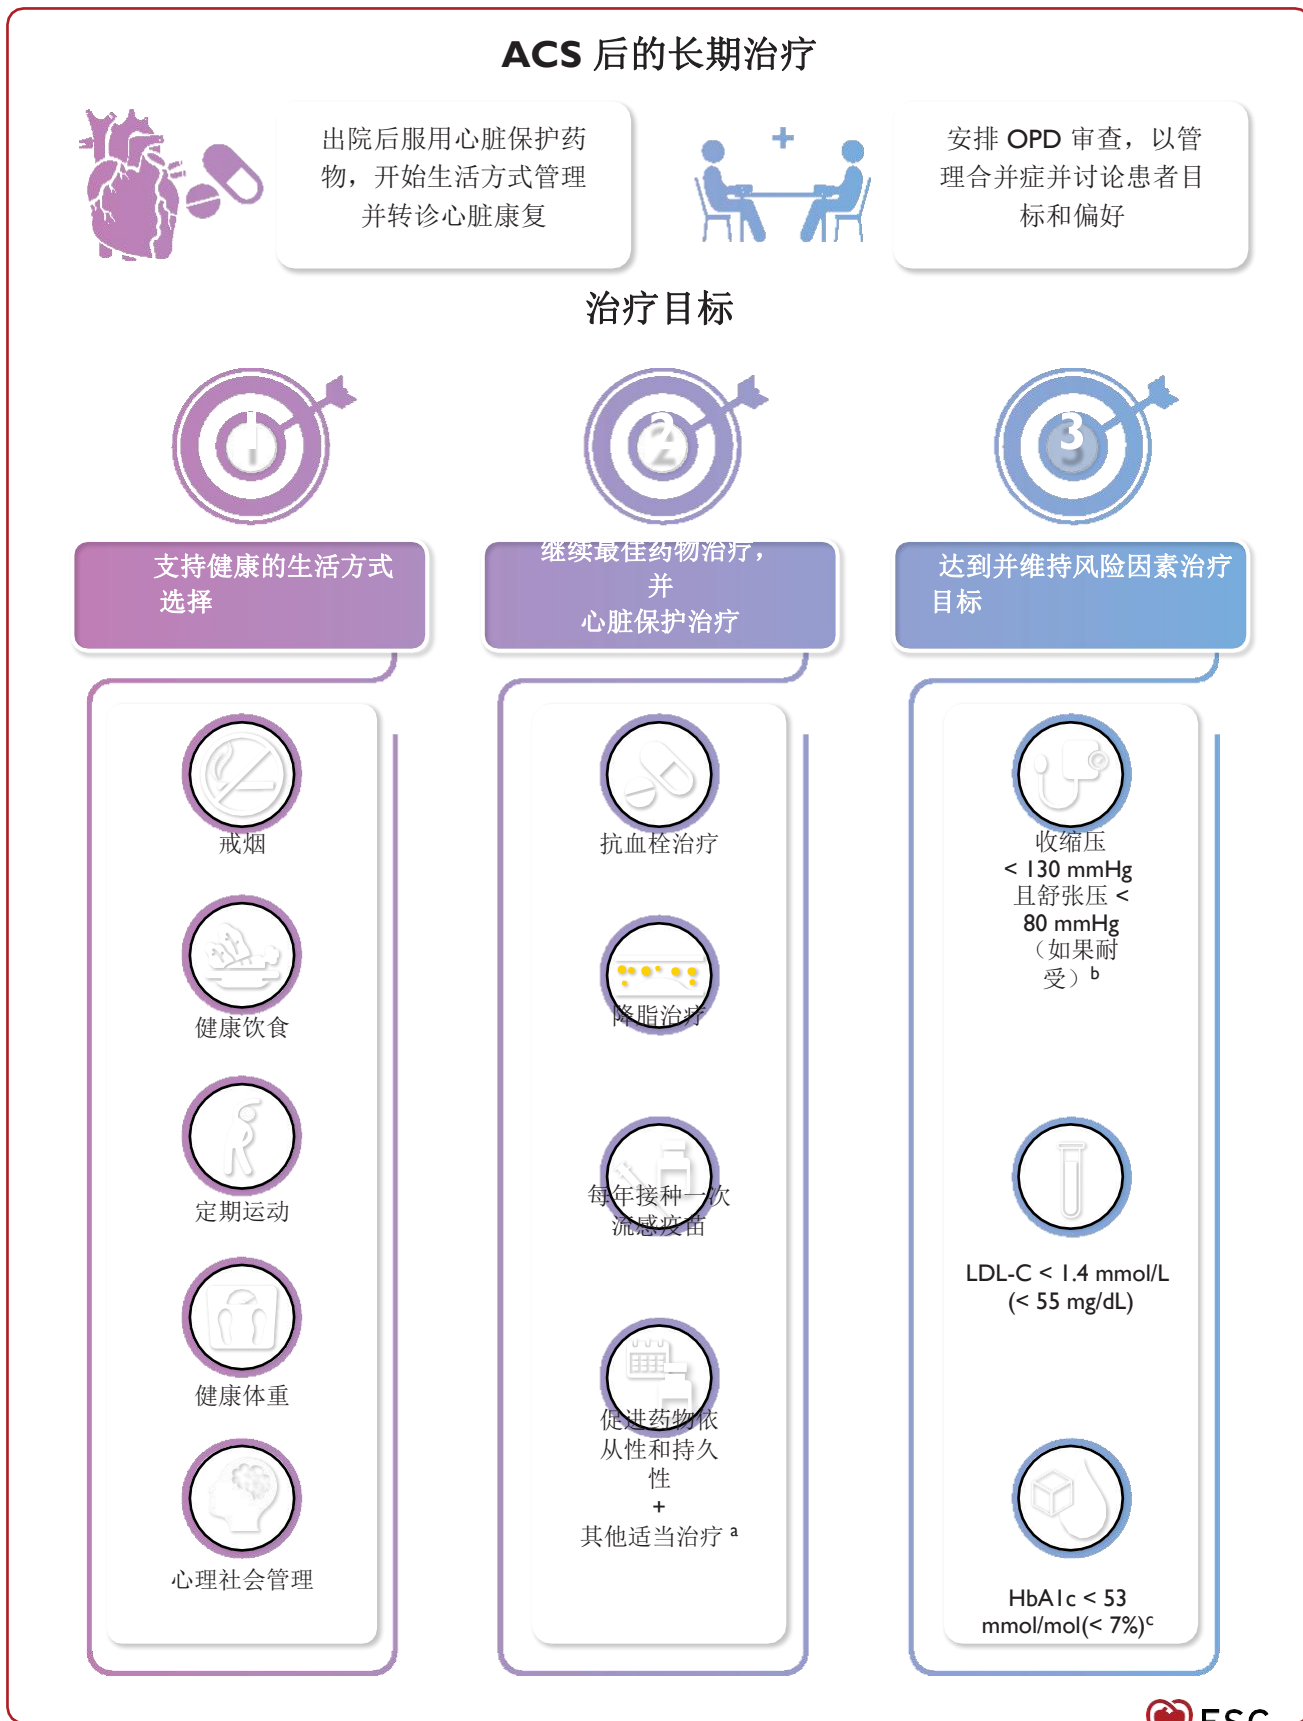 ACS 后的长期治疗
出院后服用心脏保护药
物，开始生活方式管理
并转诊心脏康复
安排 OPD 审查，以管
理合并症并讨论患者目
标和偏好
治疗目标
1
2
3
支持健康的生活方式
选择
继续最佳药物治疗，
并
心脏保护治疗
达到并维持风险因素治疗
目标
戒烟
健康饮食
定期运动
健康体重
心理社会管理
抗血栓治疗
降脂治疗
每年接种一次
流感疫苗
促进药物依
从性和持久
性
+
其他适当治疗 a
收缩压
< 130 mmHg
且舒张压 <
80 mmHg
（如果耐
受）b
LDL-C < 1.4 mmol/L
(< 55 mg/dL)
HbA1c < 53
mmol/mol(< 7%)c
ESC